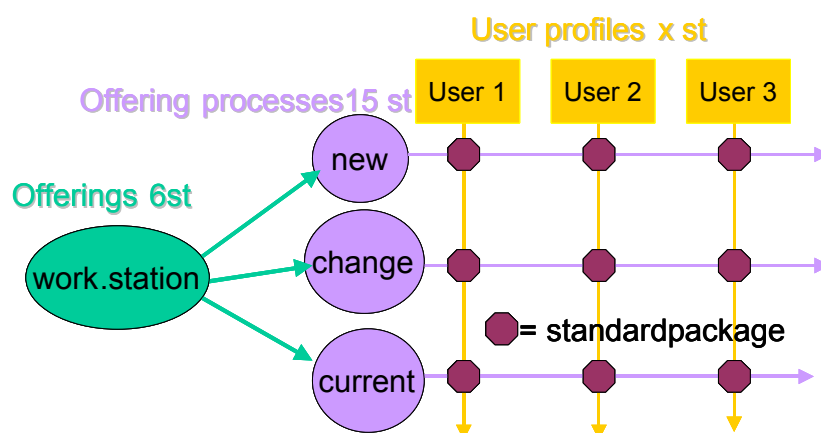 User profiles x st
Offering processes15 st
User 1
User 2
User 3
new
Offerings 6st
change
work.station
= standardpackage
current